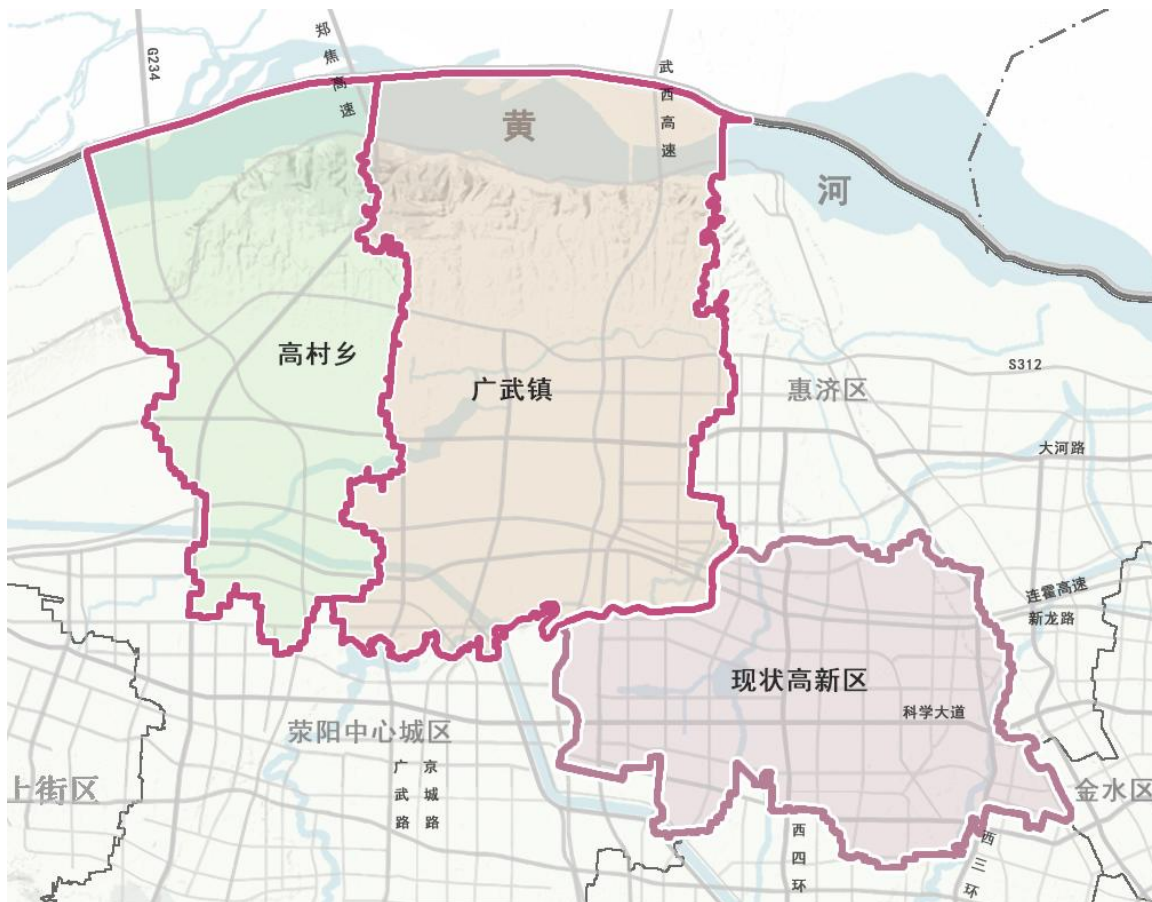 郑焦高速
G234
武西高速
黄
河
高村乡
广武镇
S312
惠济区
大河路
连霍高速
新龙路
现状高新区
科学大道
荥阳中心城区
广武路
京城路
上街区
金水区
西四环
西三环